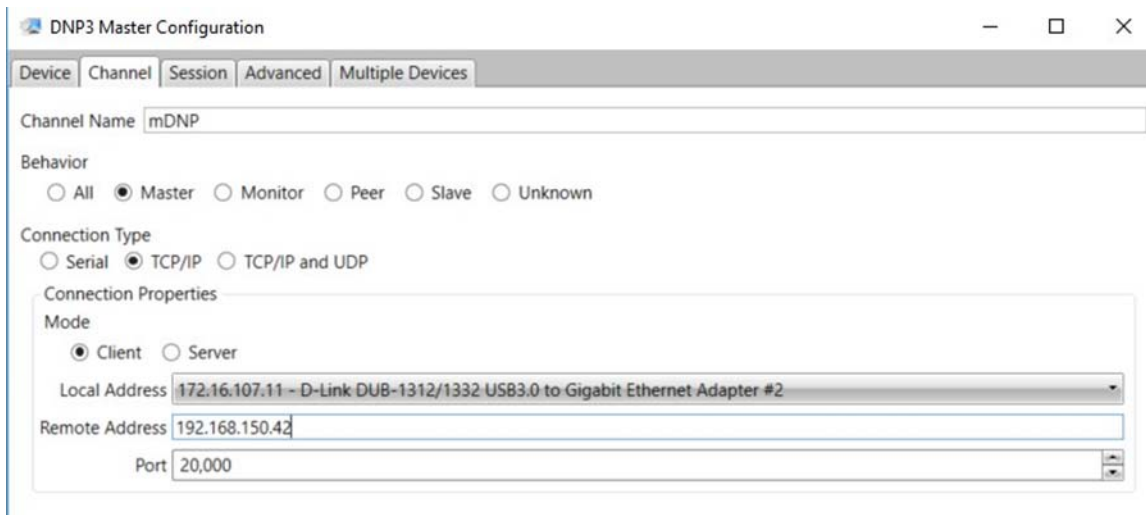 DNP3 Master Configuration
Device Channel Session Advanced Multiple Devices
Channel Name mDNP
Behavior
All Master Monitor Peer Slave Unknown
Connection Type
Serial TCP/IP TCP/IP and UDP
Connection Properties
Mode
Client Server
Local Address 172.16.107.11 - D-Link DUB-1312/1332 USB3.0 to Gigabit Ethernet Adapter #2
Remote Address 192.168.150.42
Port 20,000